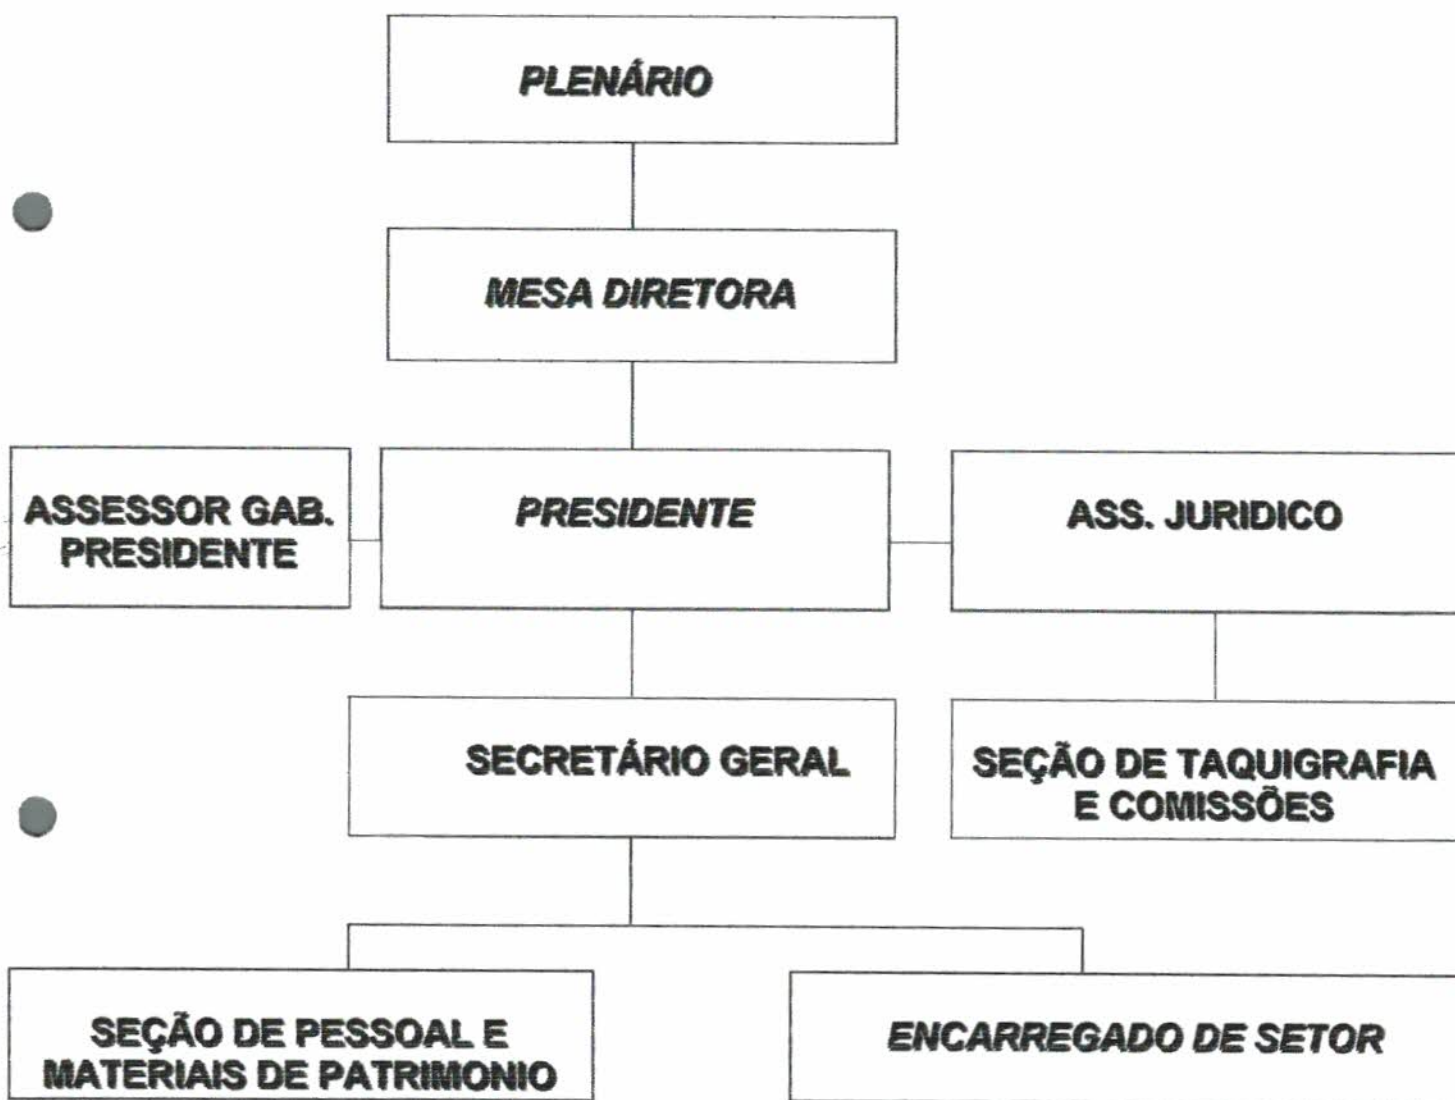 PLENÁRIO
MESA DIRETORA
ASSESSOR GAB.
PRESIDENTE
PRESIDENTE
ASS. JURIDICO
SECRETÁRIO GERAL
SEÇÃO DE TAQUIGRAFIA
E COMISSÕES
SEÇÃO DE PESSOAL E
MATERIAIS DE PATRIMONIO
ENCARREGADO DE SETOR